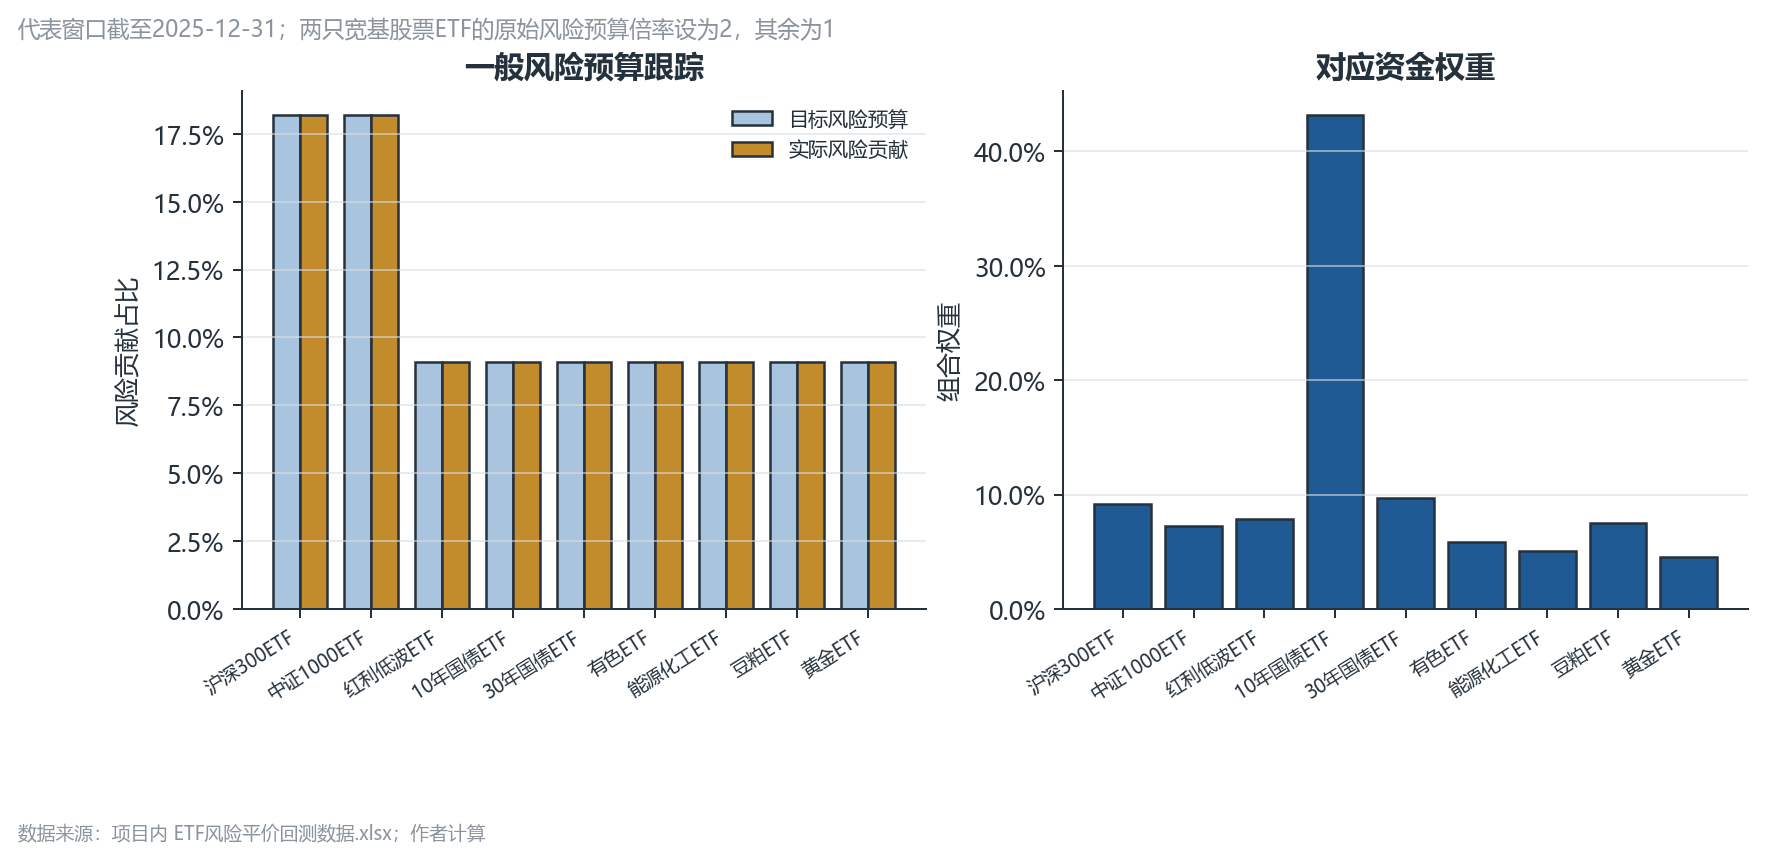 代表窗口截至2025-12-31；两只宽基股票ETF的原始风险预算倍率设为2，其余为1
一般风险预算跟踪
目标风险预算
实际风险贡献
风险贡献占比
17.5%
15.0%
12.5%
10.0%
7.5%
5.0%
2.5%
0.0%
沪深300ETF
中证1000ETF
红利低波ETF
10年国债ETF
30年国债ETF
有色ETF
能源化工ETF
豆粕ETF
黄金ETF
对应资金权重
组合权重
40.0%
30.0%
20.0%
10.0%
0.0%
沪深300ETF
中证1000ETF
红利低波ETF
10年国债ETF
30年国债ETF
有色ETF
能源化工ETF
豆粕ETF
黄金ETF
数据来源：项目内 ETF风险平价回测数据.xlsx；作者计算